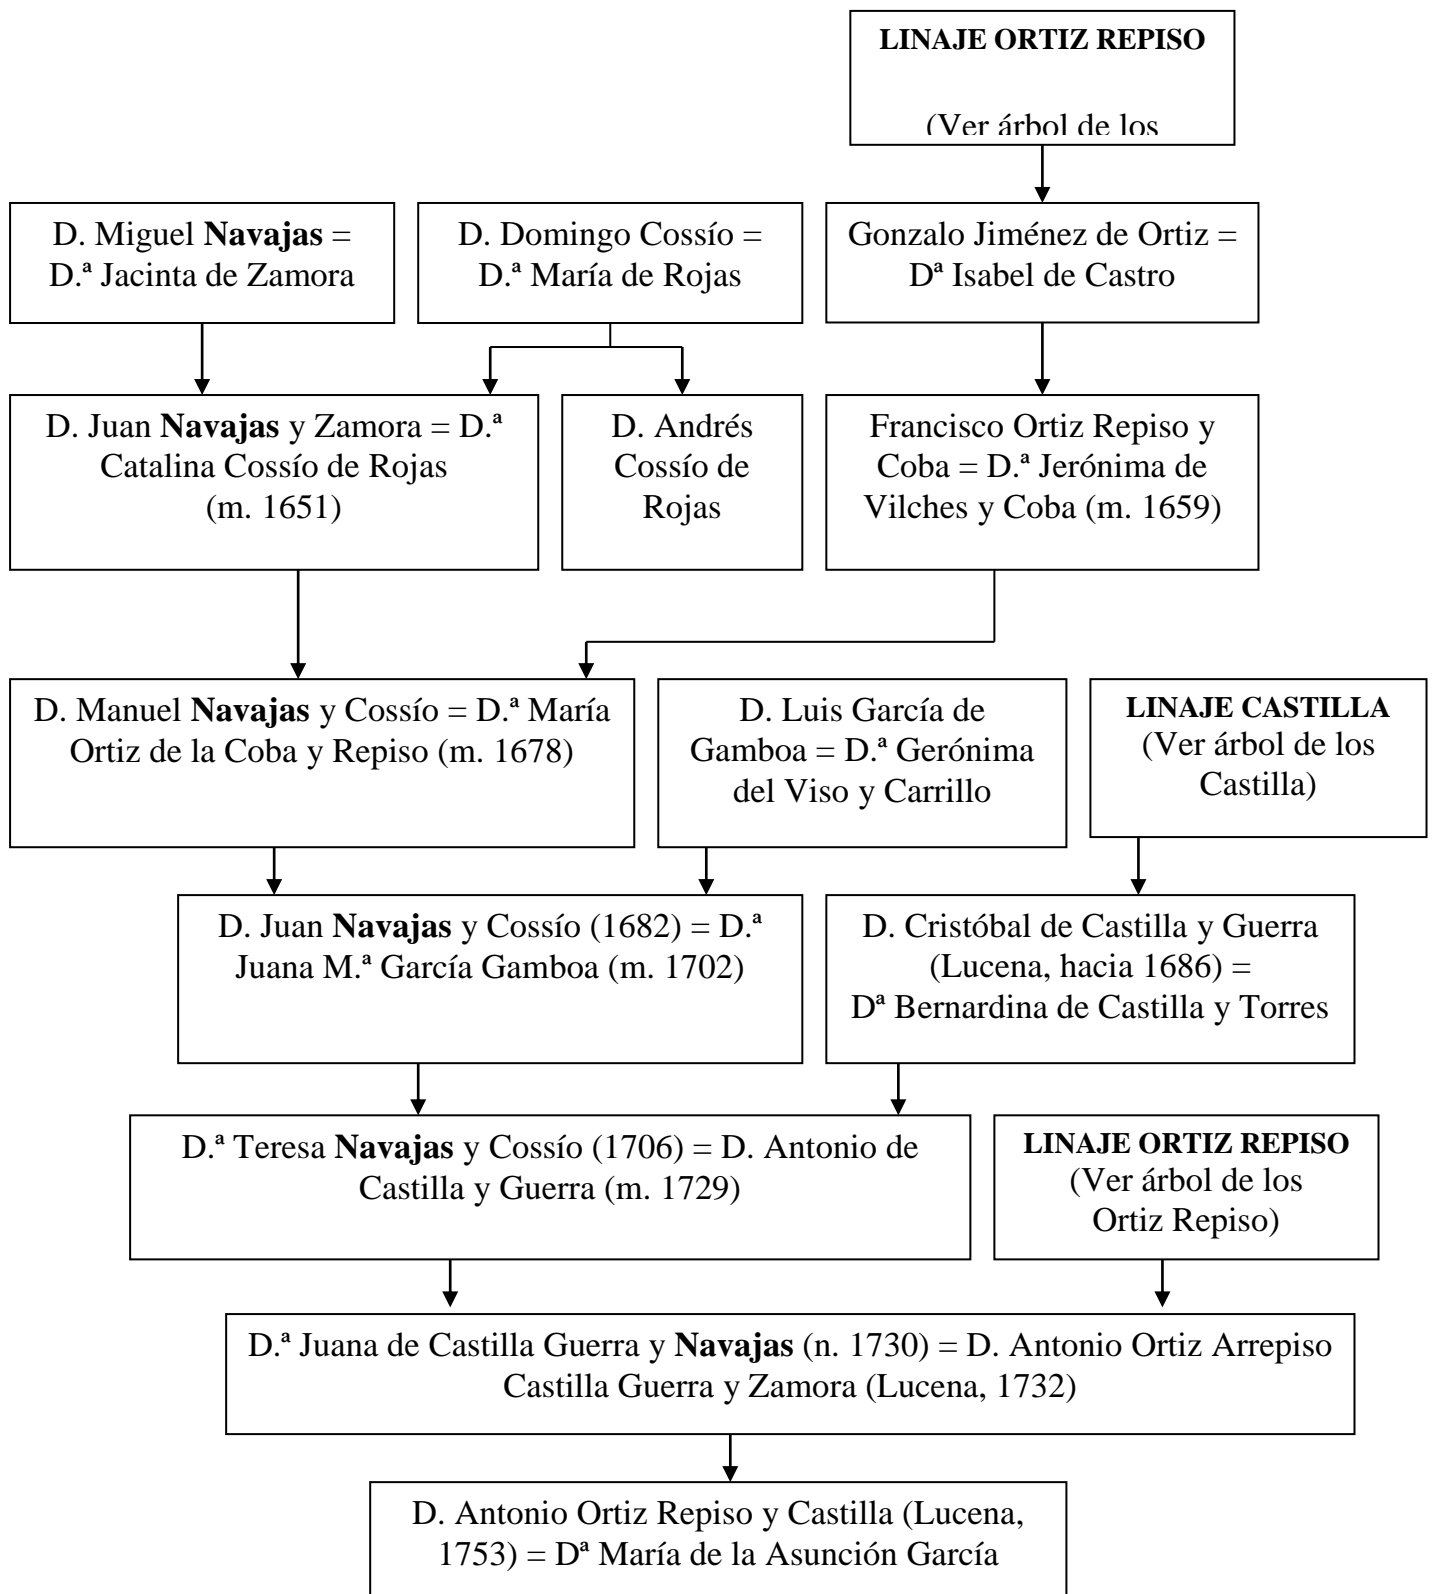 LINAJE ORTIZ REPISO
(Ver árbol de los
D. Miguel Navajas =
D.ª Jacinta de Zamora
D. Domingo Cossío =
D.ª María de Rojas
Gonzalo Jiménez de Ortiz =
Dª Isabel de Castro
D. Juan Navajas y Zamora = D.ª
Catalina Cossío de Rojas
(m. 1651)
D. Andrés
Cossío de
Rojas
Francisco Ortiz Repiso y
Coba = D.ª Jerónima de
Vilches y Coba (m. 1659)
D. Manuel Navajas y Cossío = D.ª María
Ortiz de la Coba y Repiso (m. 1678)
D. Luis García de
Gamboa = D.ª Gerónima
del Viso y Carrillo
LINAJE CASTILLA
(Ver árbol de los
Castilla)
D. Juan Navajas y Cossío (1682) = D.ª
Juana M.ª García Gamboa (m. 1702)
D. Cristóbal de Castilla y Guerra
(Lucena, hacia 1686) =
Dª Bernardina de Castilla y Torres
D.ª Teresa Navajas y Cossío (1706) = D. Antonio de
Castilla y Guerra (m. 1729)
LINAJE ORTIZ REPISO
(Ver árbol de los
Ortiz Repiso)
D.ª Juana de Castilla Guerra y Navajas (n. 1730) = D. Antonio Ortiz Arrepiso
Castilla Guerra y Zamora (Lucena, 1732)
D. Antonio Ortiz Repiso y Castilla (Lucena,
1753) = Dª María de la Asunción García